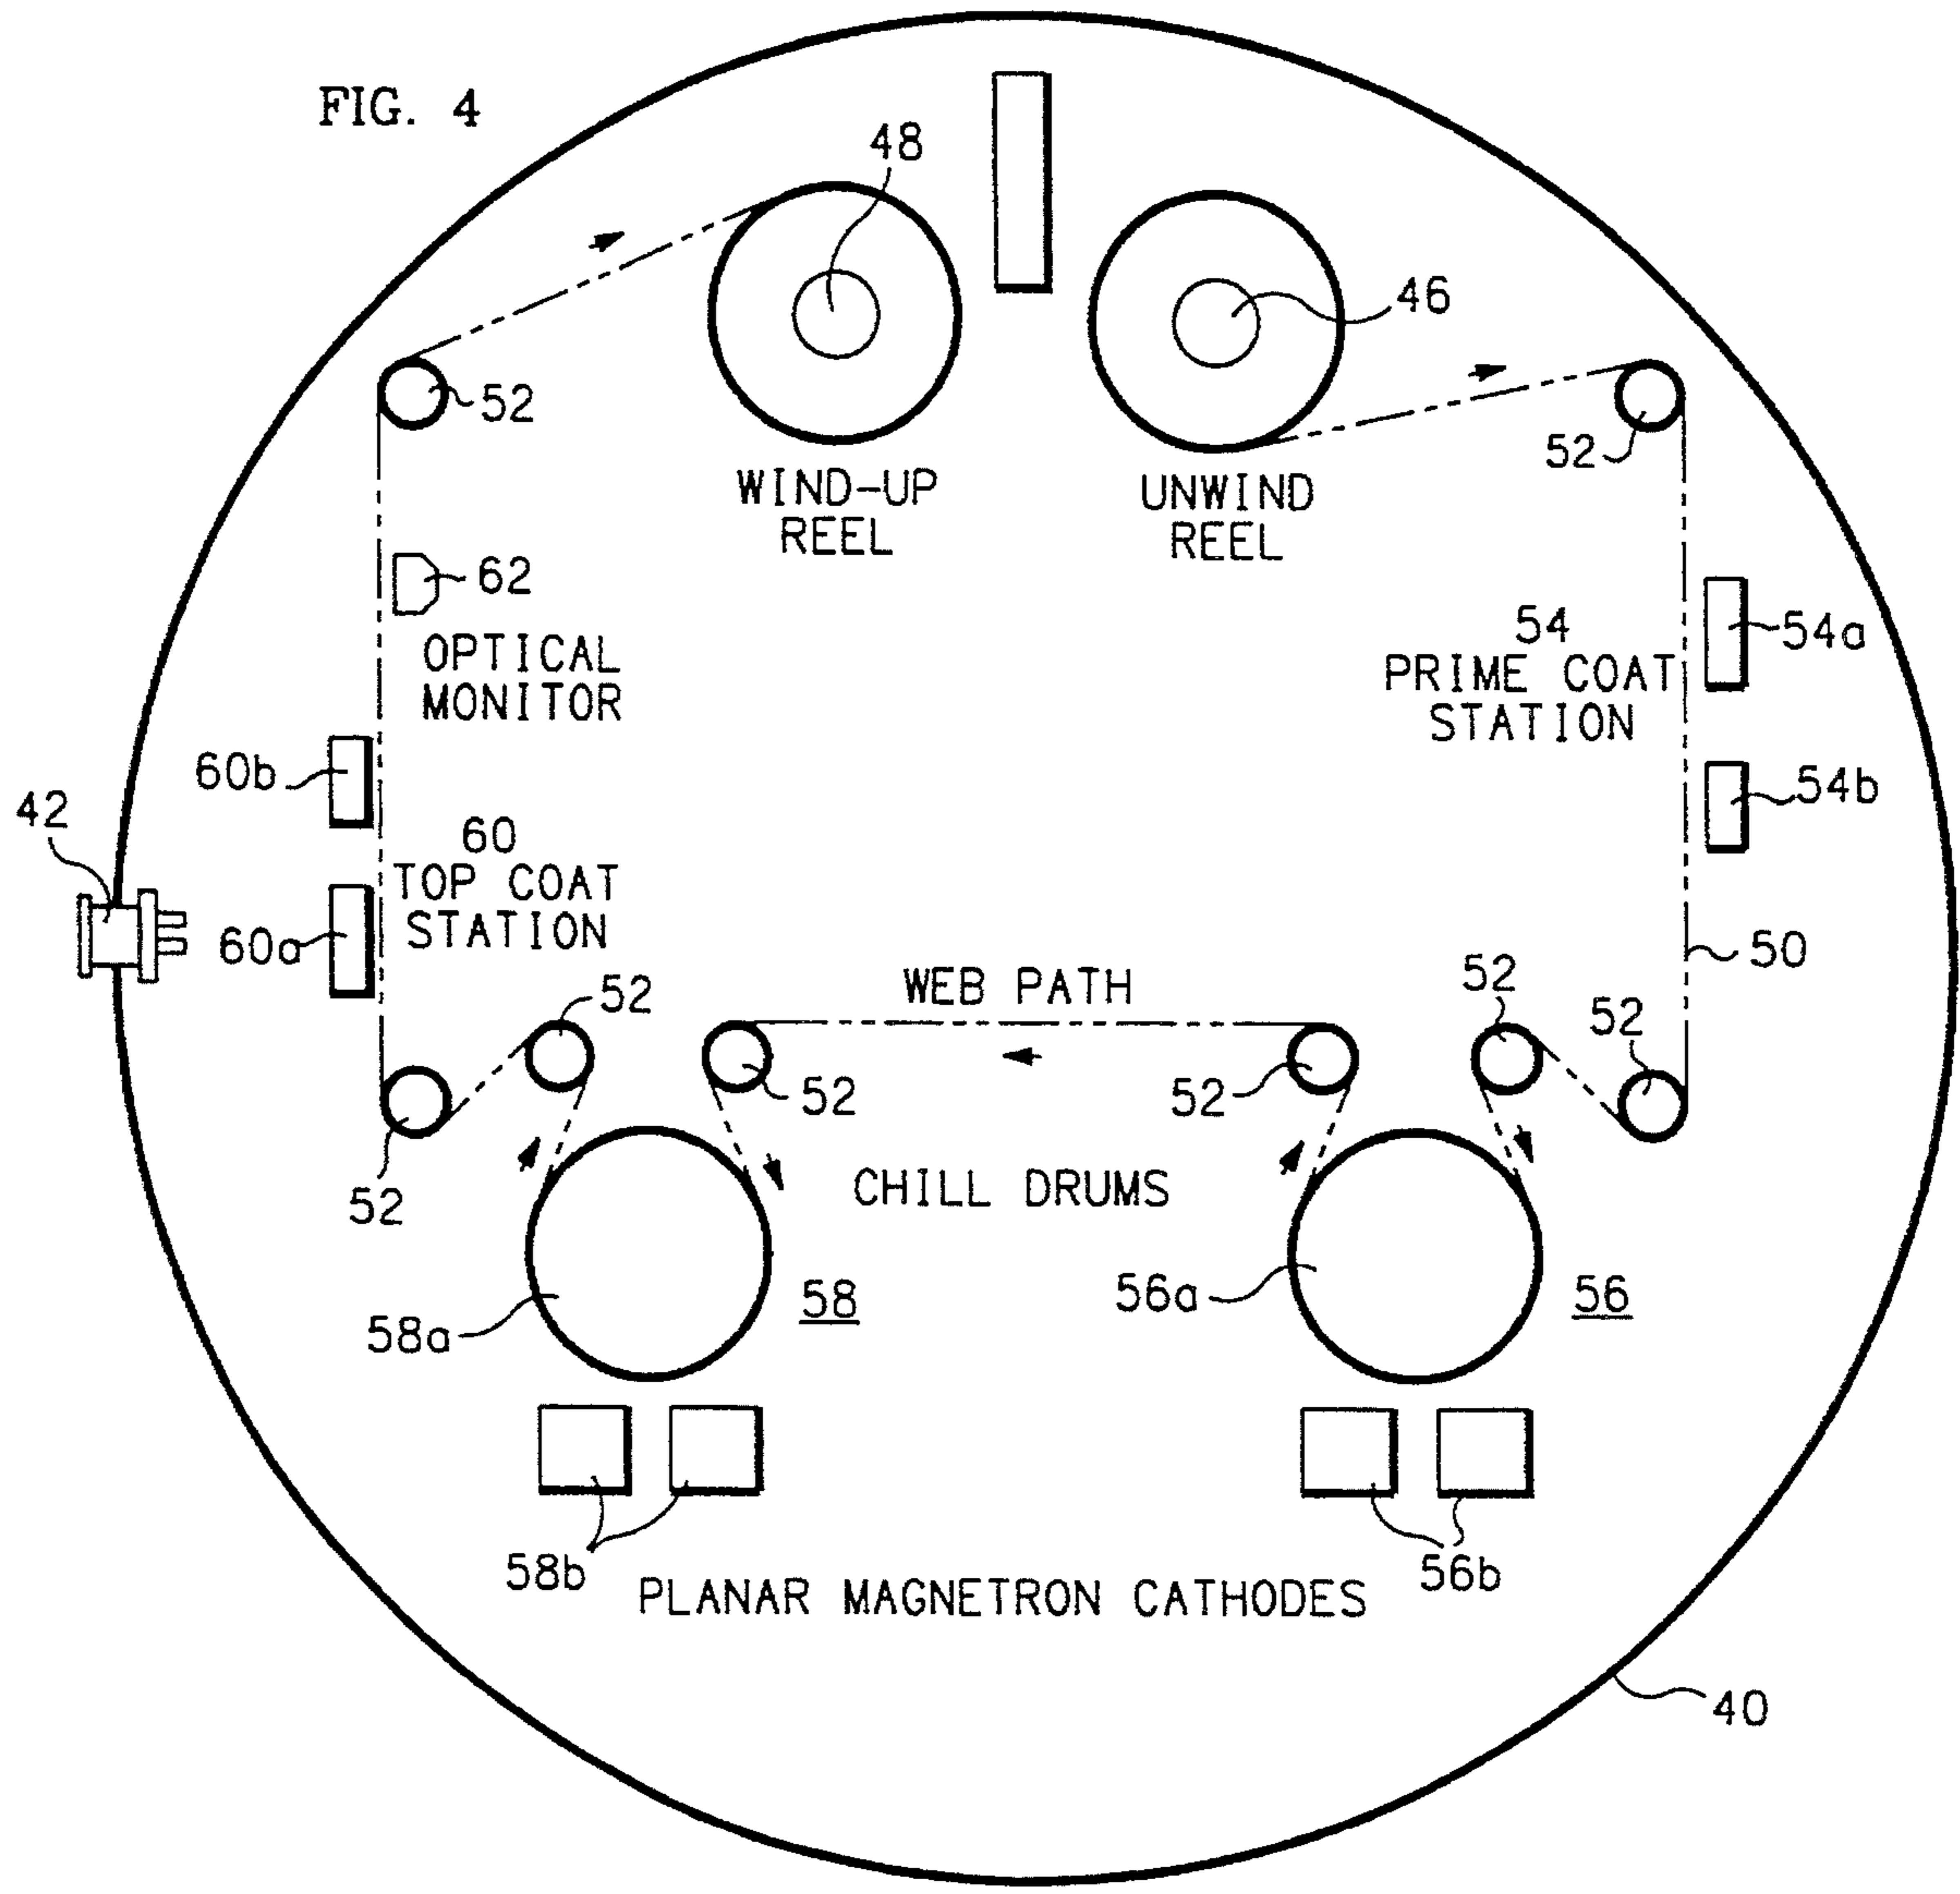 FIG. 4
48
46
52
52
WIND-UP
REEL
UNWIND
REEL
62
OPTICAL
MONITOR
54
PRIME COAT
STATION
54a
54b
60b
42
60
TOP COAT
STATION
60a
50
52
WEB PATH
52
52
52
52
52
CHILL DRUMS
58a
58
56a
56
58b
56b
PLANAR MAGNETRON CATHODES
40